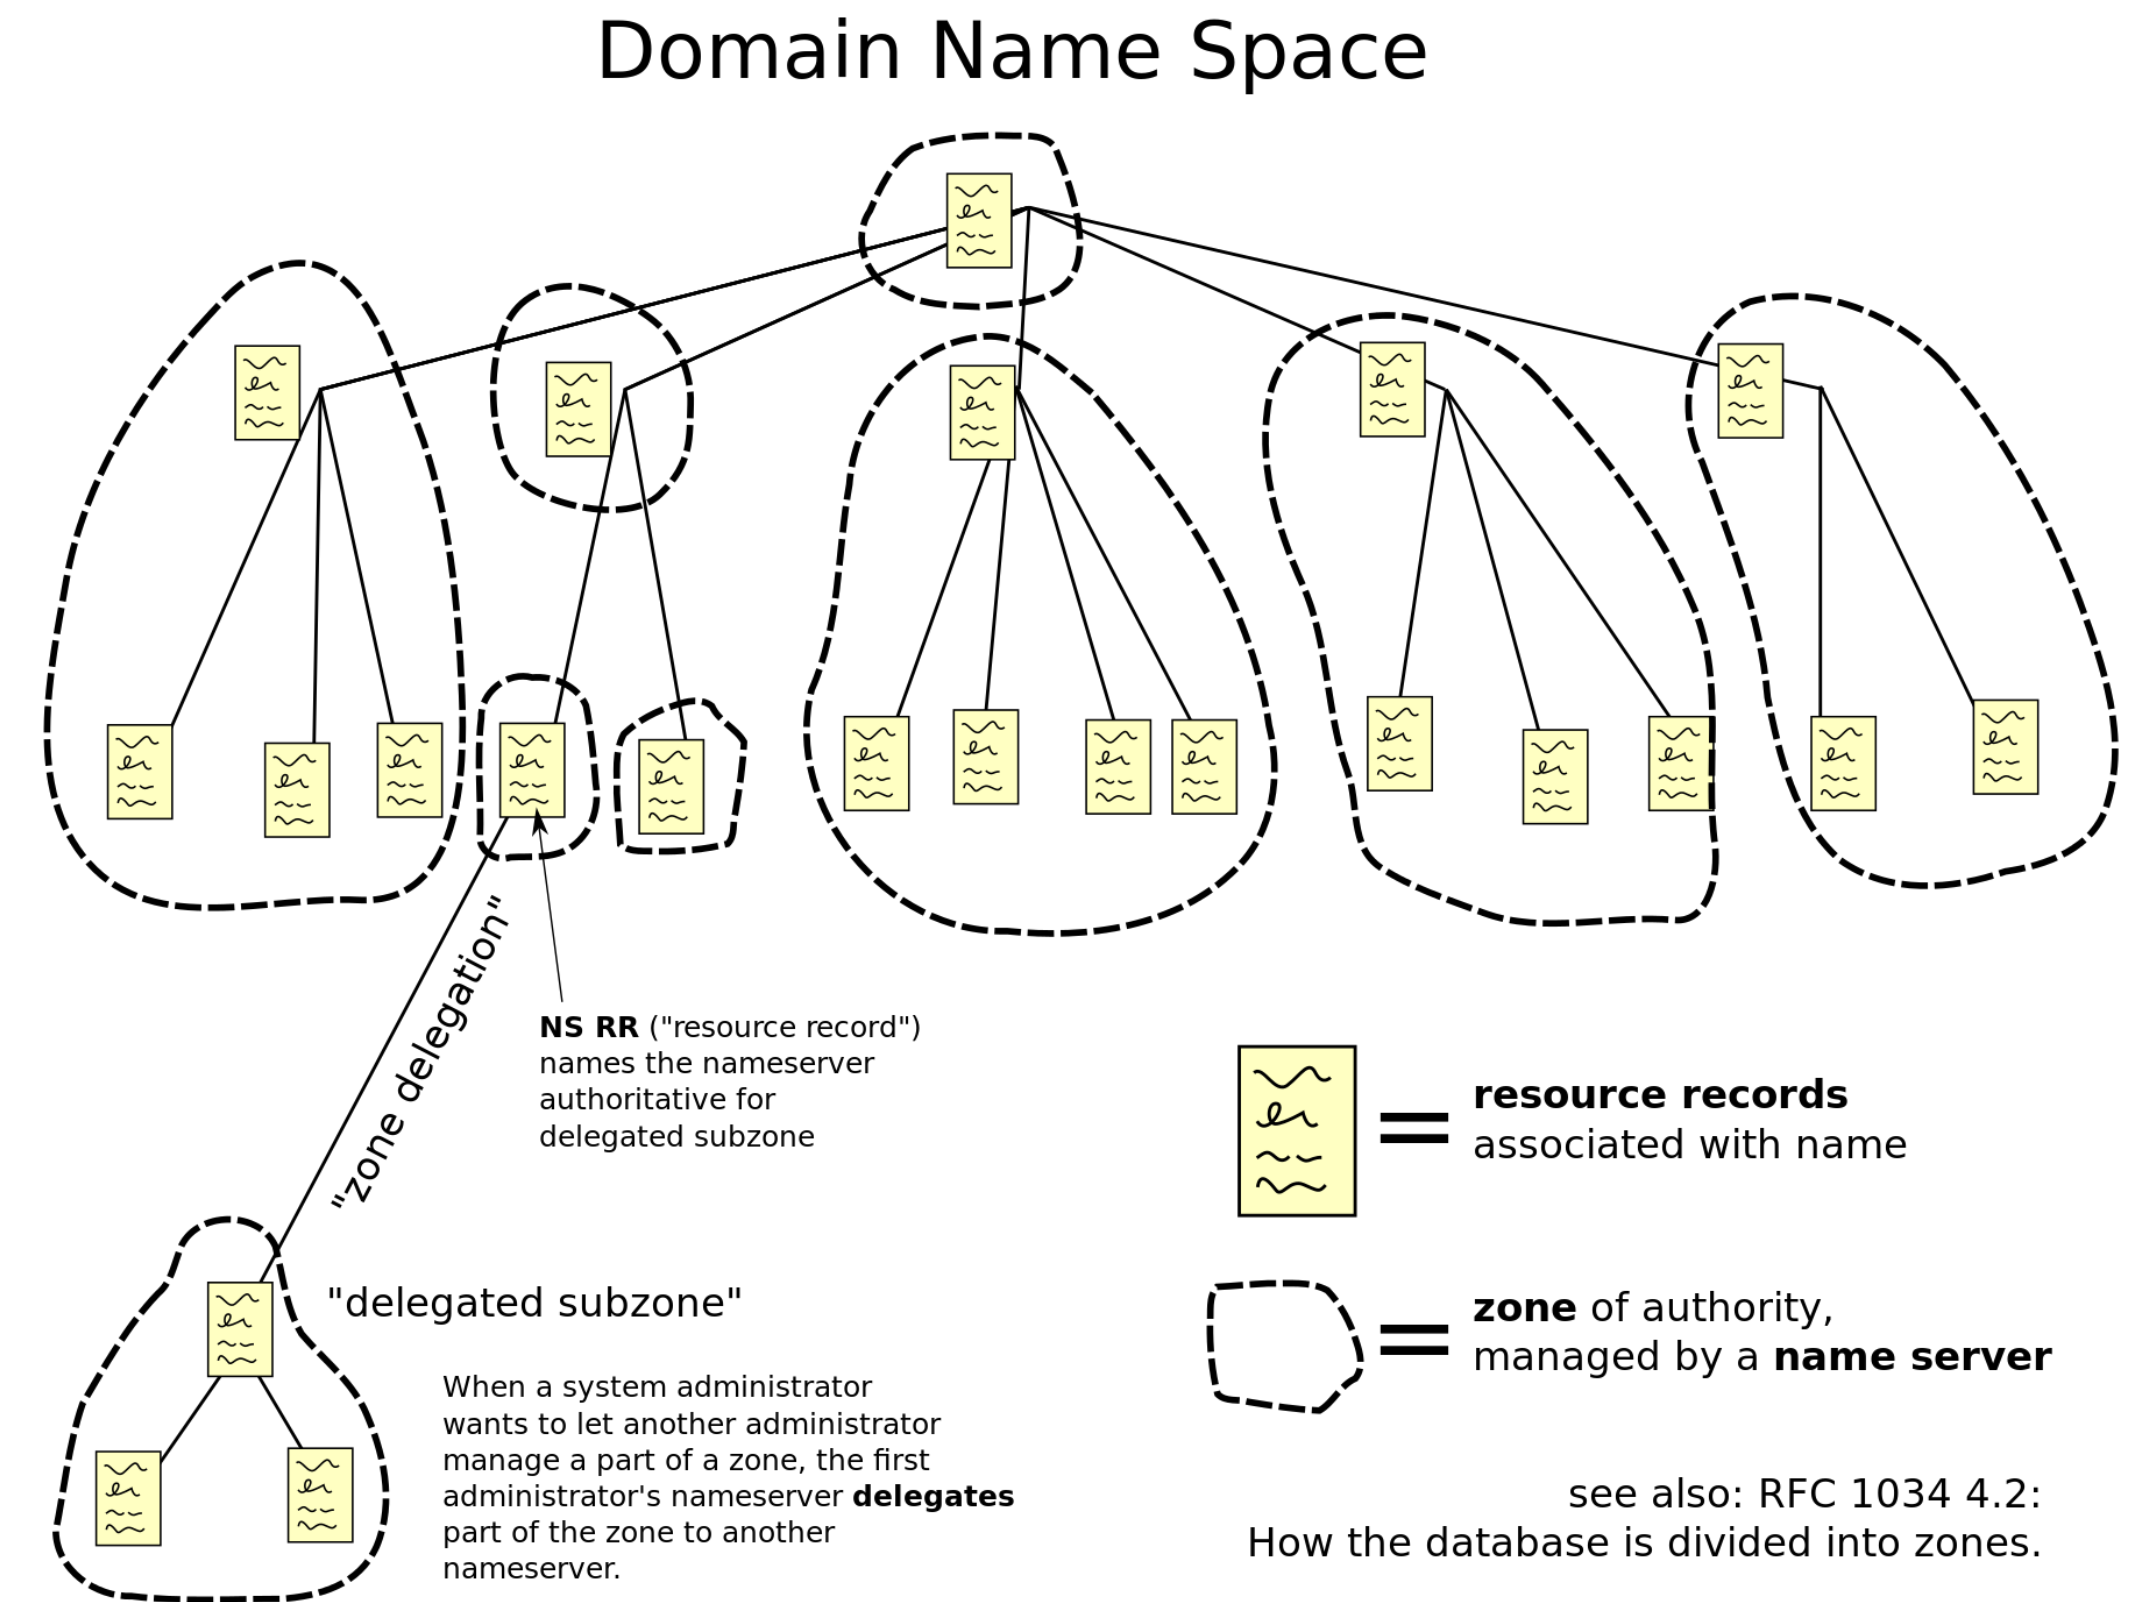 Domain Name Space
"zone delegation"
NS RR ("resource record")
names the nameserver
authoritative for
delegated subzone
resource records
associated with name
"delegated subzone"
zone of authority,
managed by a name server
When a system administrator
wants to let another administrator
manage a part of a zone, the first
administrator's nameserver delegates
part of the zone to another
nameserver.
see also: RFC 1034 4.2:
How the database is divided into zones.